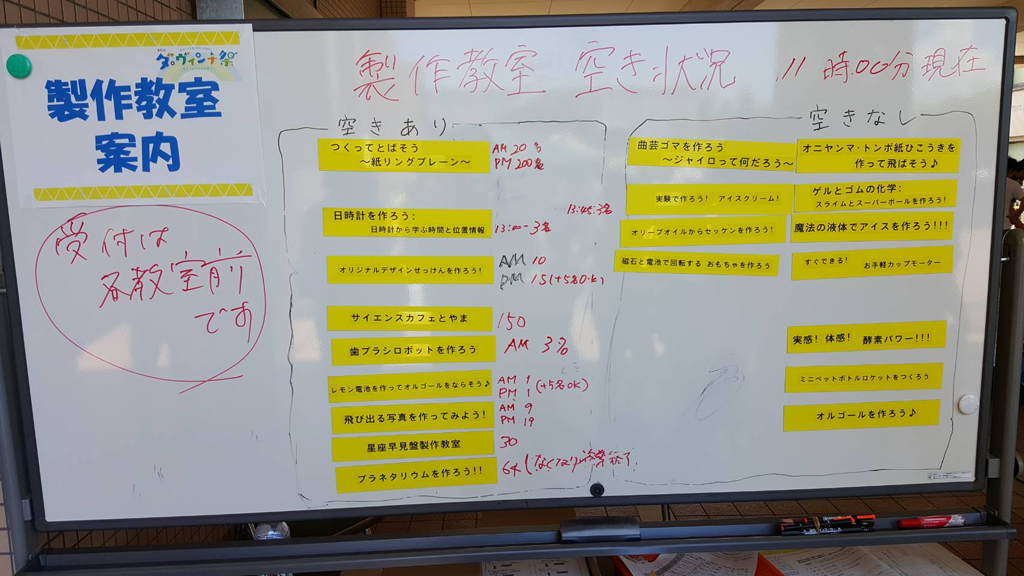 ダ・ヴィンチ祭
製作教室
案内
受付は
各教室前
です
製作教室 空き状況 11時00分現在
空きあり
つくってとばそう
～紙リングプレーン～
AM 20名
PM 200名
日時計を作ろう:
日時計から学ぶ時間と位置情報
13:45 3名
13:00- 3名
オリジナルデザインせっけんを作ろう!
AM 10
PM 15(+5名OK)
サイエンスカフェとやま
150
歯ブラシロボットを作ろう
AM 3名
レモン電池を作ってオルゴールをならそう♪
AM 1
PM 1 (+5名OK)
飛び出る写真を作ってみよう!
AM 9
PM 19
星座早見盤製作教室
30
プラネタリウムを作ろう!!
64(なくなり次第終了)
空きなし
曲芸ゴマを作ろう
～ジャイロって何だろう～
オニヤンマ・トンボ紙ひこうきを
作って飛ばそう♪
実験で作ろう! アイスクリーム!
ゲルとゴムの化学:
スライムとスーパーボールを作ろう!
オリーブオイルからセッケンを作ろう!
魔法の液体でアイスを作ろう!!!
磁石と電池で回転する おもちゃを作ろう
すぐできる! お手軽カップモーター
実感! 体感! 酵素パワー!!!
ミニペットボトルロケットをつくろう
オルゴールを作ろう♪